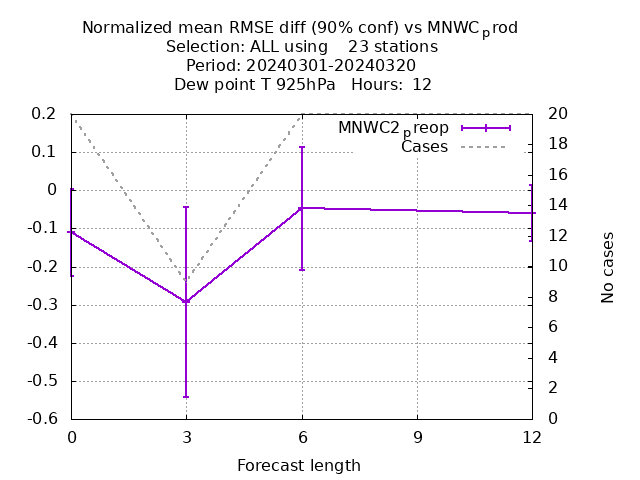 Normalized mean RMSE diff (90% conf) vs MNWCprod
Selection: ALL using 23 stations
Period: 20240301-20240320
Dew point T 925hPa Hours: 12
0.2
0.1
0
-0.1
-0.2
-0.3
-0.4
-0.5
-0.6
MNWC2preop
Cases
20
18
16
14
12
10
8
6
4
2
0
No cases
0 3 6 9 12
Forecast length